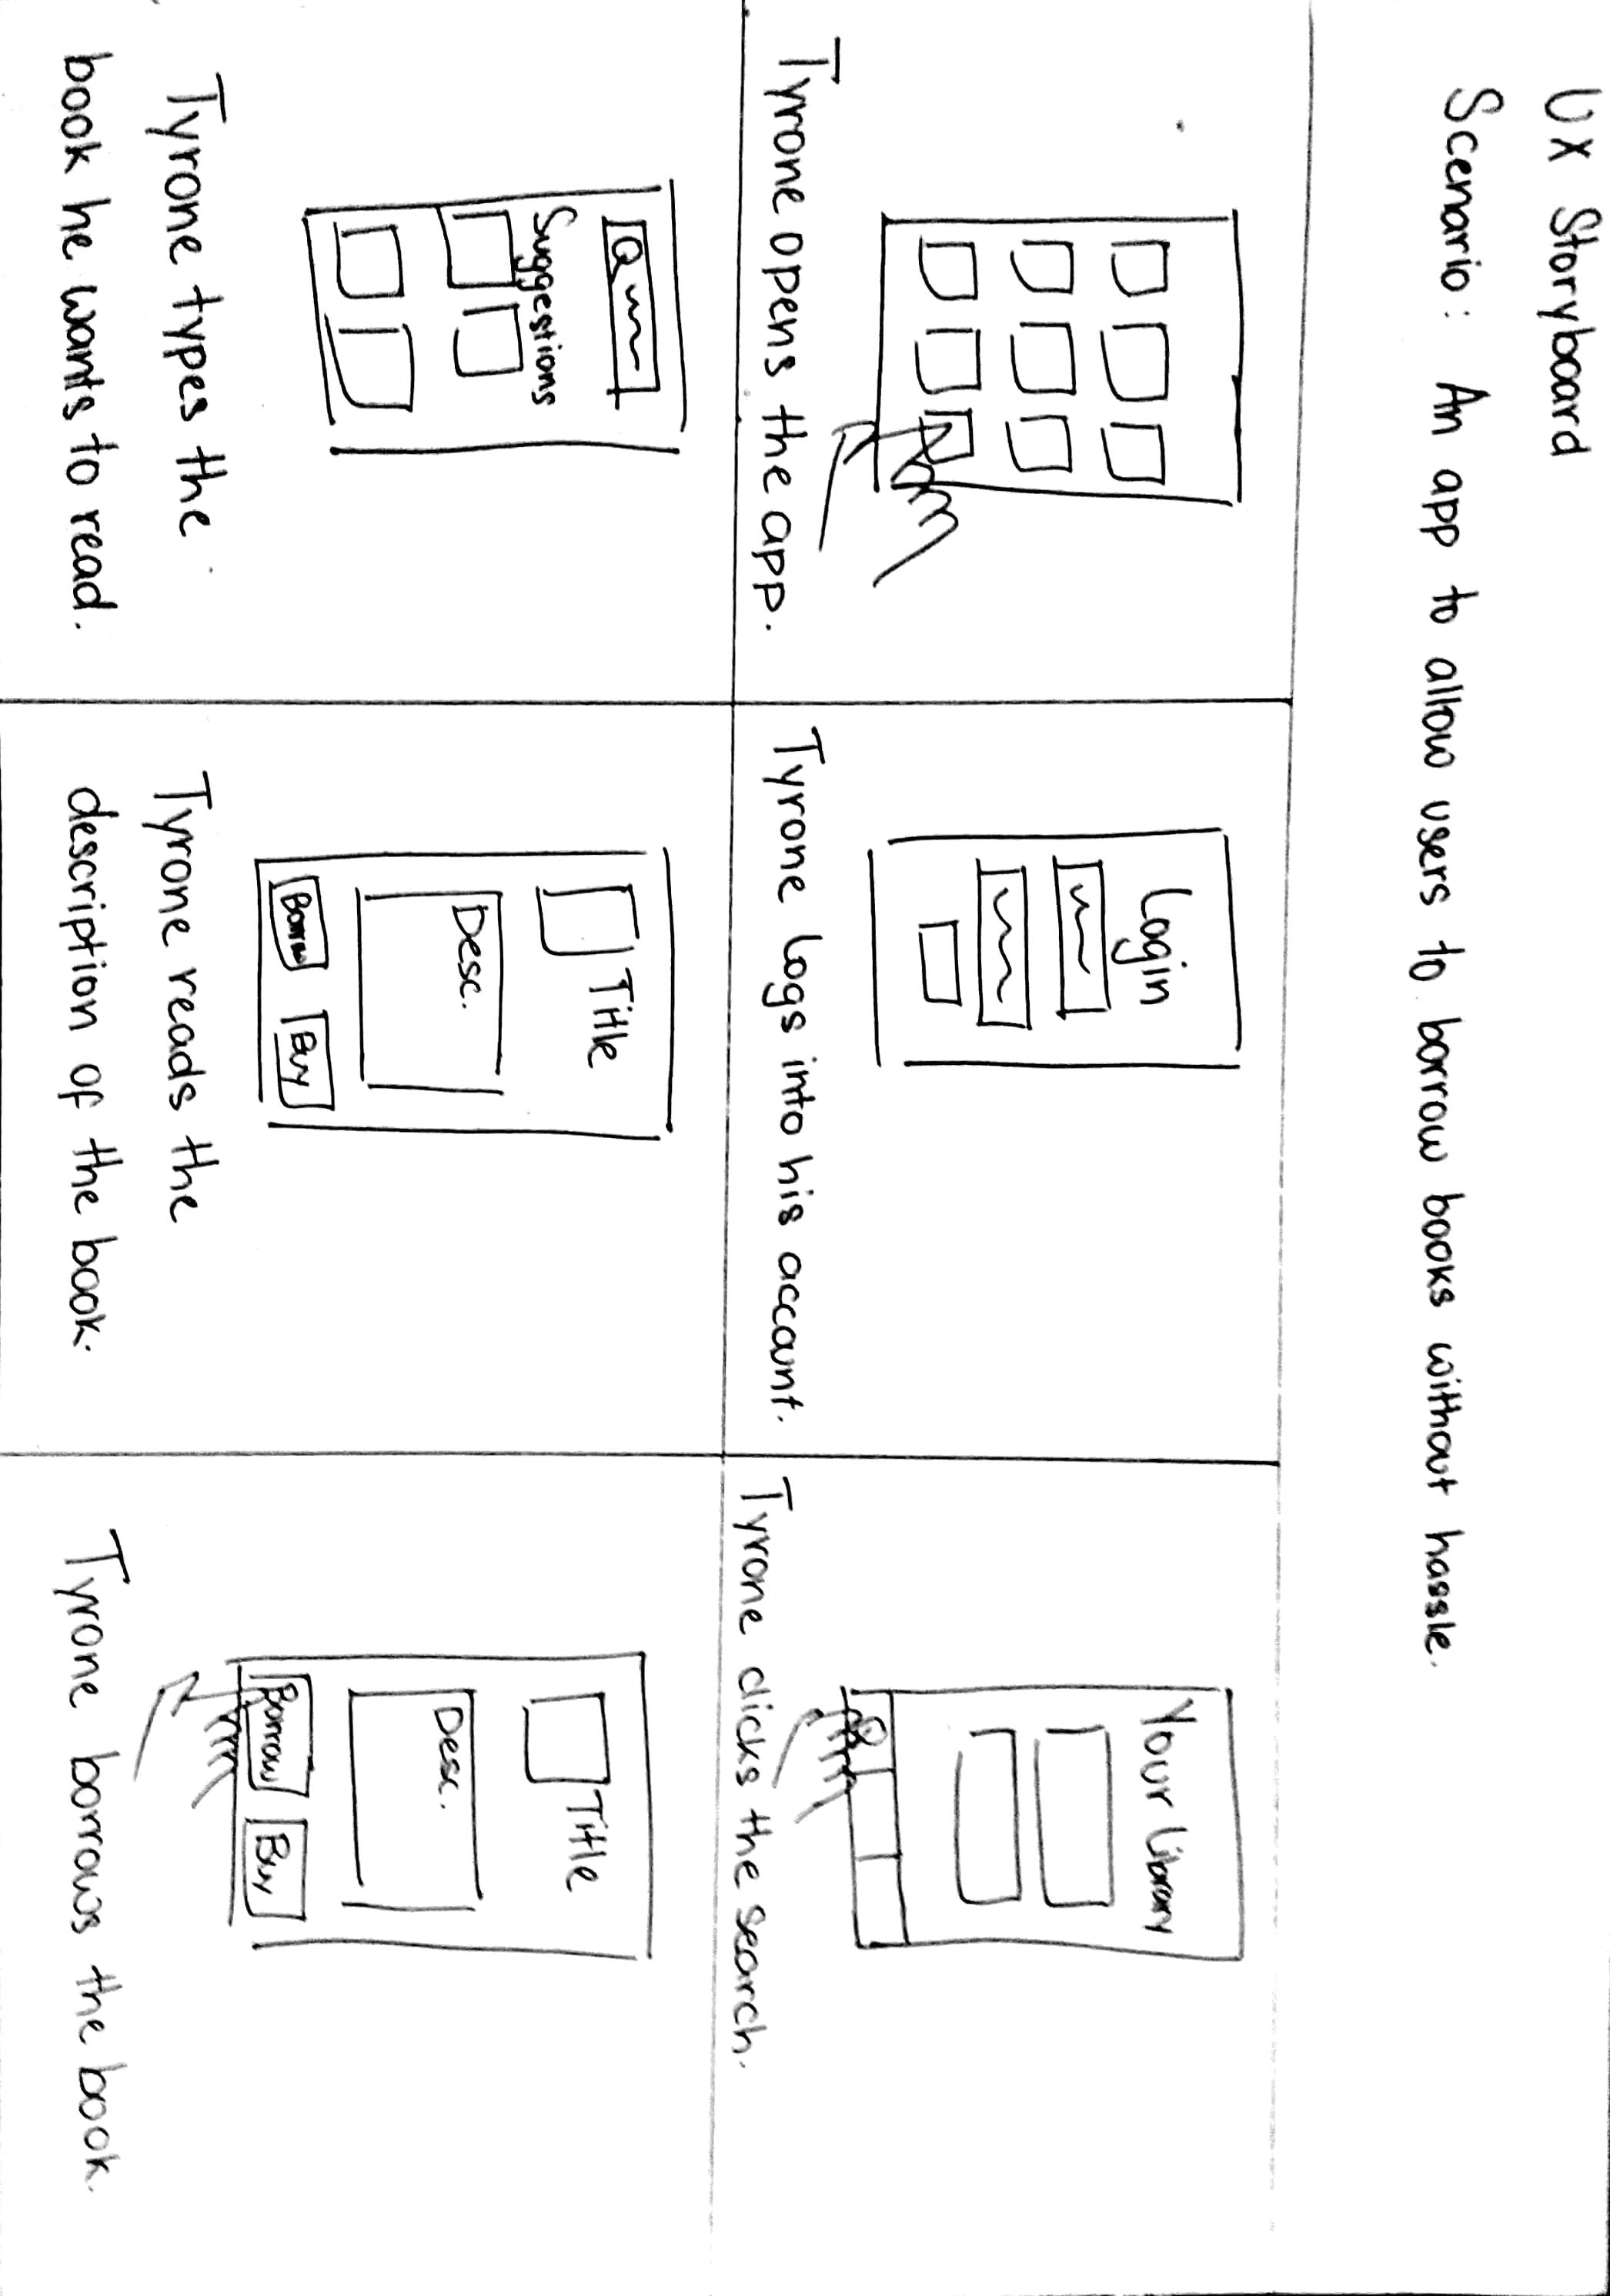 UX Storyboard
Scenario: An app to allow users to borrow books without hassle.
Tyrone opens the app.
Login
Tyrone logs into his account.
Your Library
Tyrone clicks the search.
Suggestions
Tyrone types the
book he wants to read.
Title
Desc.
Borrow
Buy
Tyrone reads the
description of the book.
Title
Desc.
Borrow
Buy
Tyrone borrows the book.